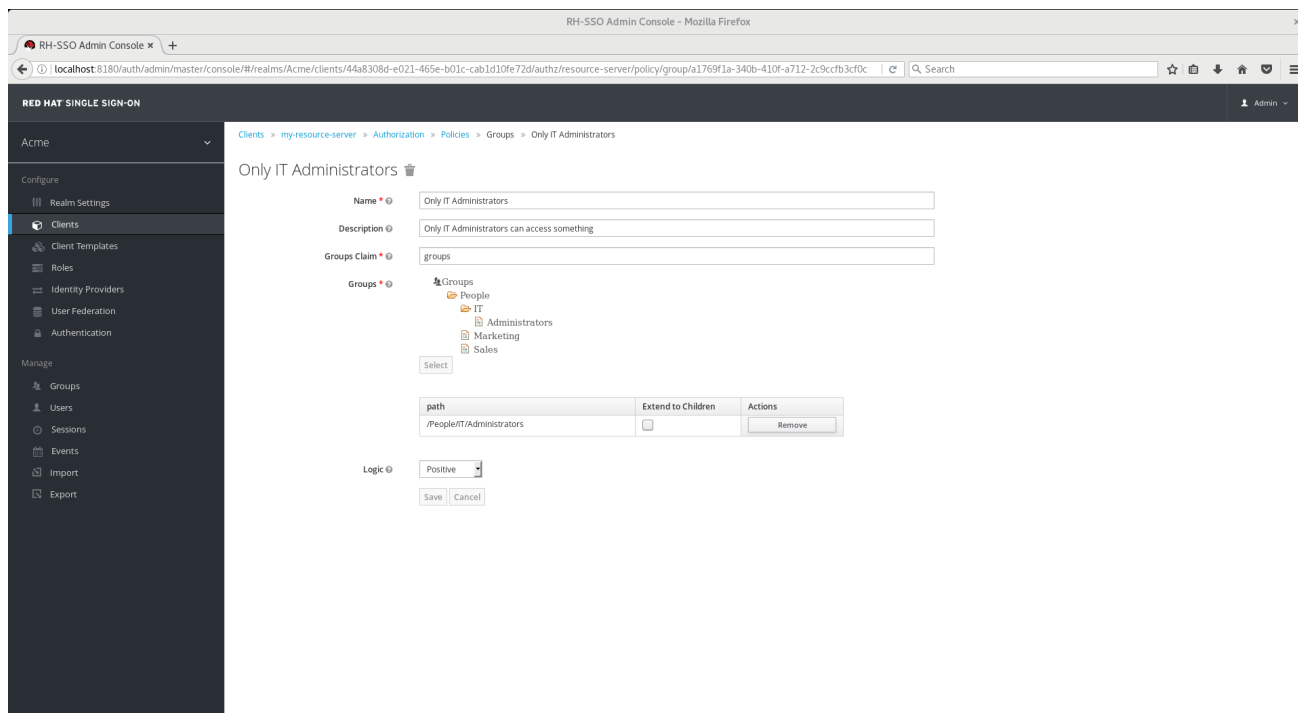 RH-SSO Admin Console - Mozilla Firefox
RH-SSO Admin Console
localhost:8180/auth/admin/master/console/#/realms/Acme/clients/44a8308d-e021-465e-b01c-cab1d10fe72d/authz/resource-server/policy/group/a1769f1a-340b-410f-a712-2c9ccfb3cf0c
Search
RED HAT SINGLE SIGN-ON
Admin
Acme
Configure
Realm Settings
Clients
Client Templates
Roles
Identity Providers
User Federation
Authentication
Manage
Groups
Users
Sessions
Events
Import
Export
Clients » my-resource-server » Authorization » Policies » Groups » Only IT Administrators
Only IT Administrators
Name * Only IT Administrators
Description Only IT Administrators can access something
Groups Claim * groups
Groups * Groups
People
IT
Administrators
Marketing
Sales
Select
path Extend to Children Actions
/People/IT/Administrators Remove
Logic Positive
Save Cancel